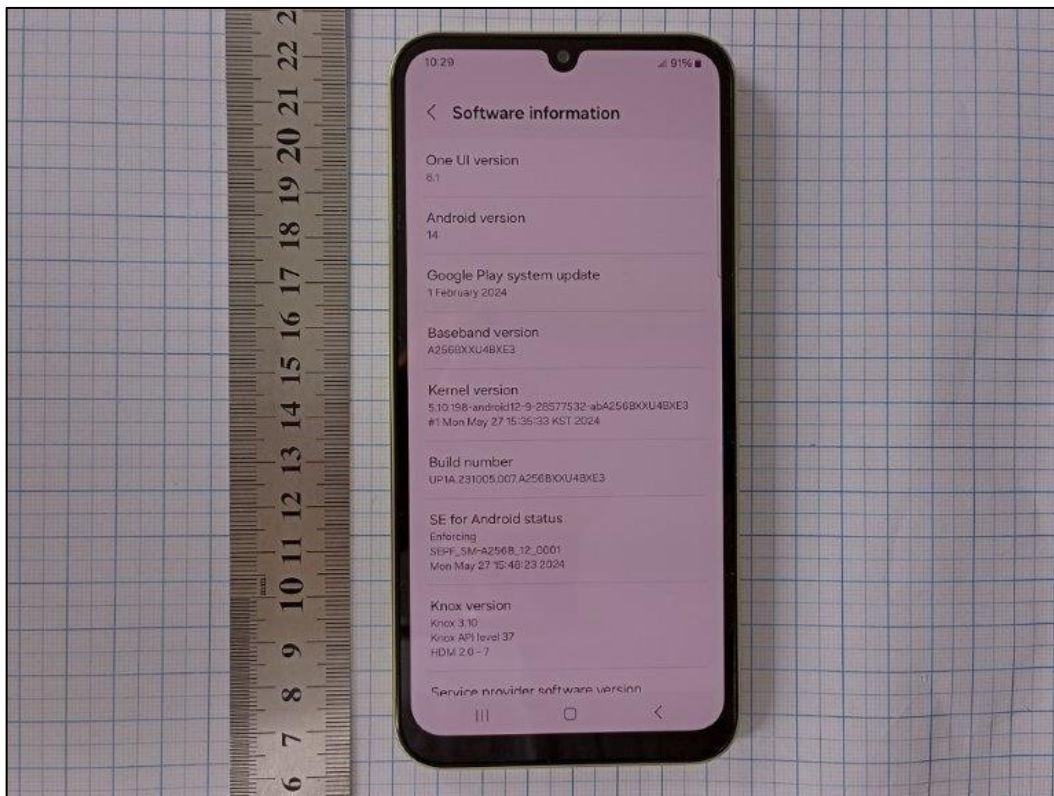 10:29
91%
Software information
One UI version
6.1
Android version
14
Google Play system update
1 February 2024
Baseband version
A256BXXU4BXE3
Kernel version
5.10.198-android12-9-28577532-abA256BXXU4BXE3
#1 Mon May 27 15:35:33 KST 2024
Build number
UP1A.231005.007.A256BXXU4BXE3
SE for Android status
Enforcing
SEPF_SM-A256B_12_0001
Mon May 27 15:48:23 2024
Knox version
Knox 3.10
Knox API level 37
HDM 2.0 - 7
Service provider software version
2
22
21
20
19
18
17
16
15
14
13
12
11
10
9
8
7
6